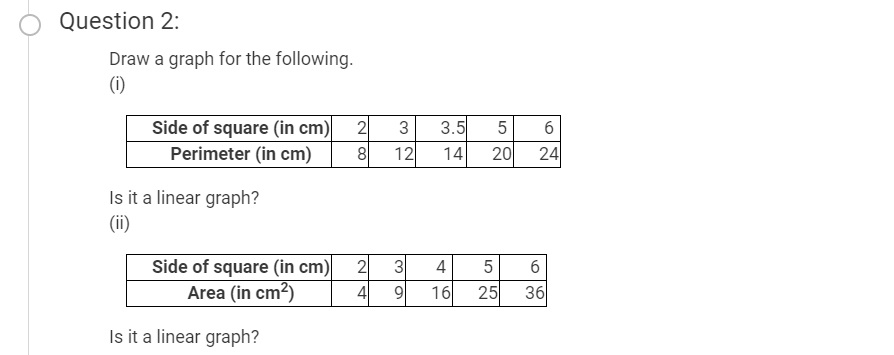 Question 2:
Draw a graph for the following.
(i)
Side of square (in cm) 2 3 3.5 5 6
Perimeter (in cm) 8 12 14 20 24
Is it a linear graph?
(ii)
Side of square (in cm) 2 3 4 5 6
Area (in cm²) 4 9 16 25 36
Is it a linear graph?